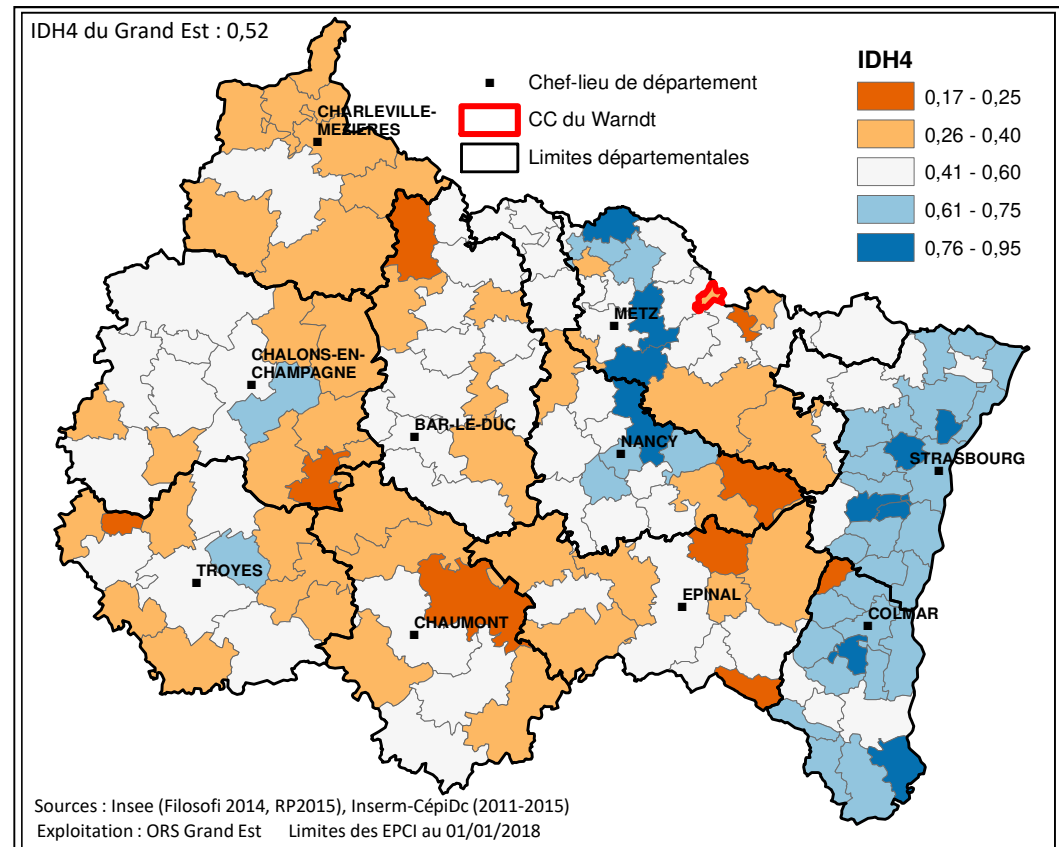 IDH4 du Grand Est : 0,52
Chef-lieu de département
CC du Warndt
Limites départementales
IDH4
0,17 - 0,25
0,26 - 0,40
0,41 - 0,60
0,61 - 0,75
0,76 - 0,95
CHARLEVILLE-
MEZIERES
METZ
CHALONS-EN-
CHAMPAGNE
BAR-LE-DUC
NANCY
STRASBOURG
TROYES
EPINAL
COLMAR
CHAUMONT
Sources : Insee (Filosofi 2014, RP2015), Inserm-CépiDc (2011-2015)
Exploitation : ORS Grand Est Limites des EPCI au 01/01/2018